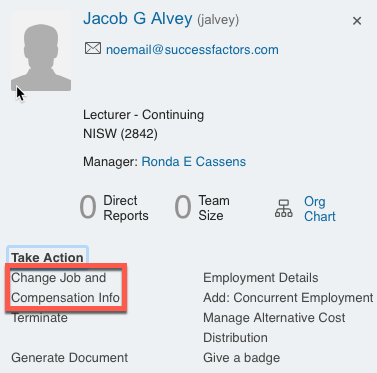 Jacob G Alvey (jalvey)
noemail@successfactors.com
Lecturer - Continuing
NISW (2842)
Manager: Ronda E Cassens
0 Direct Reports
0 Team Size
Org Chart
Take Action
Change Job and
Compensation Info
Terminate
Generate Document
Employment Details
Add: Concurrent Employment
Manage Alternative Cost
Distribution
Give a badge